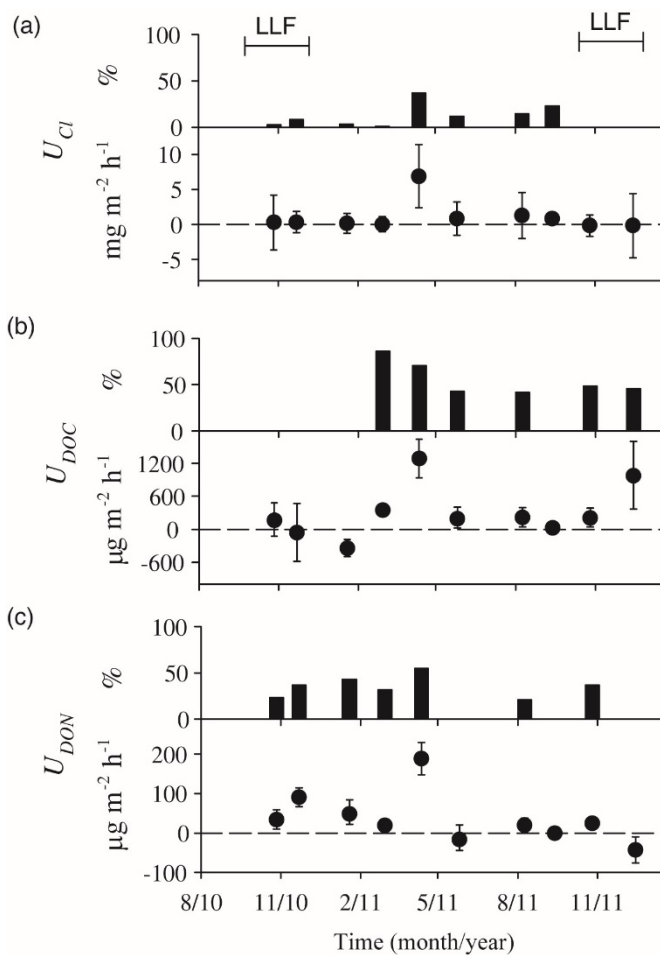 (a)
LLF LLF
100
50
0
%
U_Cl
10
5
0
-5
mg m⁻² h⁻¹
(b)
100
50
0
%
U_DOC
1200
600
0
-600
µg m⁻² h⁻¹
(c)
100
50
0
%
U_DON
200
100
0
-100
µg m⁻² h⁻¹
8/10 11/10 2/11 5/11 8/11 11/11
Time (month/year)